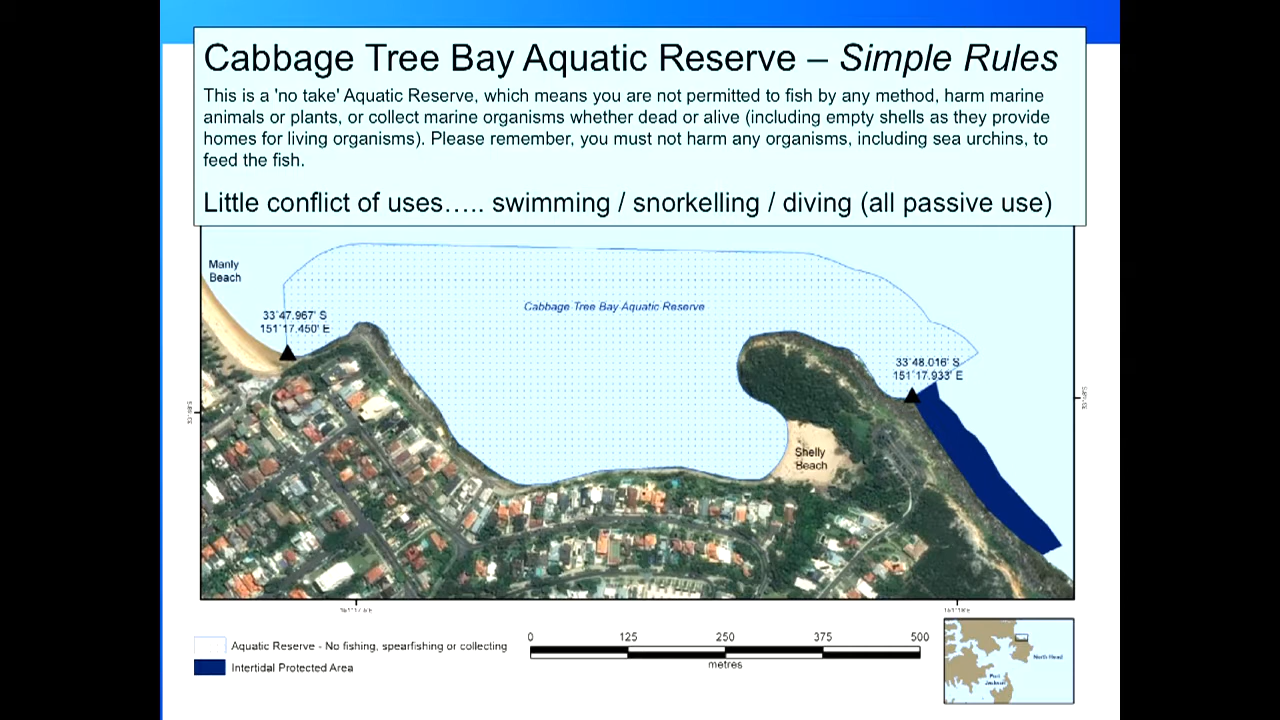 Cabbage Tree Bay Aquatic Reserve – Simple Rules
This is a 'no take' Aquatic Reserve, which means you are not permitted to fish by any method, harm marine
animals or plants, or collect marine organisms whether dead or alive (including empty shells as they provide
homes for living organisms). Please remember, you must not harm any organisms, including sea urchins, to
feed the fish.
Little conflict of uses….. swimming / snorkelling / diving (all passive use)
Manly
Beach
Cabbage Tree Bay Aquatic Reserve
33°47.967' S
151°17.450' E
33°48.016' S
151°17.933' E
Shelly
Beach
Aquatic Reserve - No fishing, spearfishing or collecting
Intertidal Protected Area
0 125 250 375 500
metres
North Head
Port
Jackson